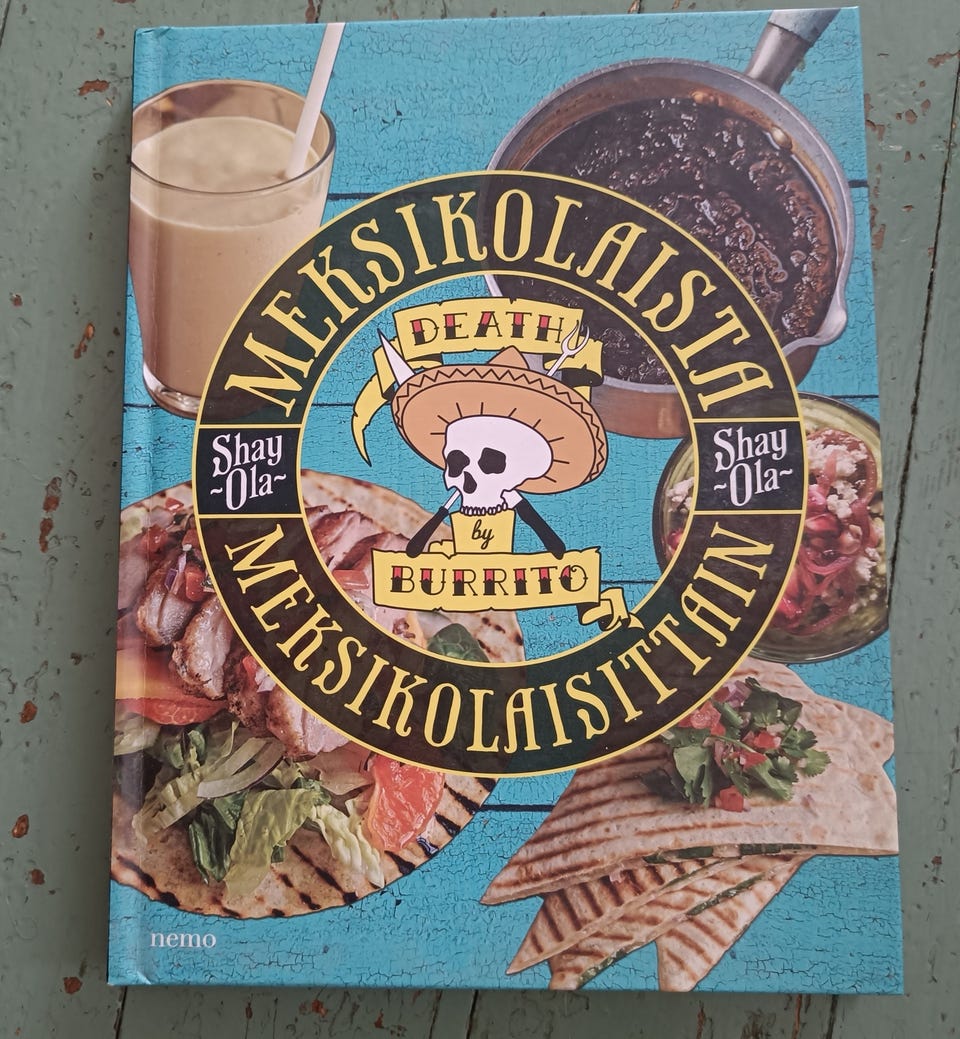 MEKSIKOLAISTA
DEATH
Shay
~Ola~
Shay
~Ola~
by
BURRITO
MEKSIKOLAISITTAIN
nemo